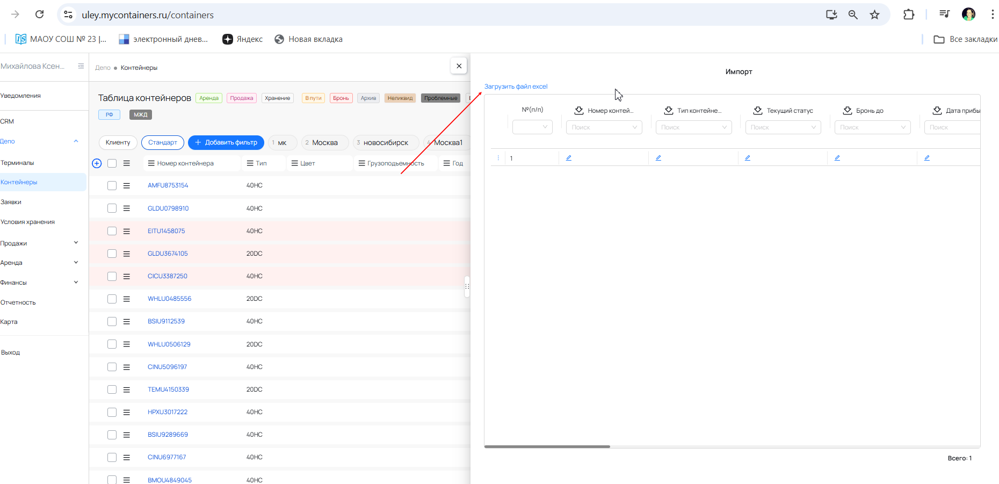 uley.mycontainers.ru/containers
МАОУ СОШ № 23 |...
электронный днев...
Яндекс
Новая вкладка
Все закладки
Михайлова Ксен...
Уведомления
CRM
Депо
Терминалы
Контейнеры
Заявки
Условия хранения
Продажи
Аренда
Финансы
Отчетность
Карта
Выход
Депо
Контейнеры
Таблица контейнеров
Аренда
Продажа
Хранение
В пути
Бронь
Архив
Неликвид
Проблемные
РФ
МЖД
Клиенту
Стандарт
+ Добавить фильтр
1 мк
2 Москва
3 новосибирск
4 Москва1
Номер контейнера
Тип
Цвет
Грузоподъемность
Год
AMFU8753154 40HC
GLDU0798910 40HC
EITU1458075 40HC
GLDU3674105 20DC
CICU3387250 40HC
WHLU0485556 20DC
BSIU9112539 40HC
WHLU0506129 20DC
CINU5096197 40HC
TEMU4150339 20DC
HPXU3017222 40HC
BSIU9289669 40HC
CINU6977167 40HC
BMOU4849045 40HC
Импорт
Загрузить файл excel
№(п/п)
Номер контей...
Тип контейне...
Текущий статус
Бронь до
Дата прибы
Поиск
Поиск
Поиск
Поиск
Поиск
1
Всего: 1